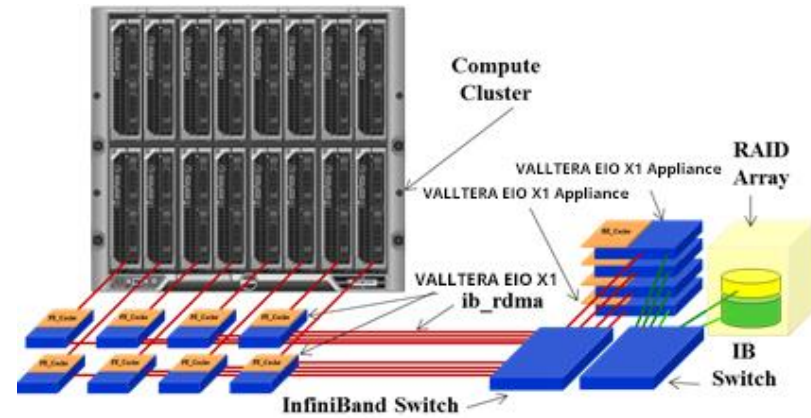 Compute
Cluster
VALLTERA EIO X1 Appliance
VALLTERA EIO X1 Appliance
RAID
Array
VALLTERA EIO X1
ib_rdma
IB
Switch
InfiniBand Switch